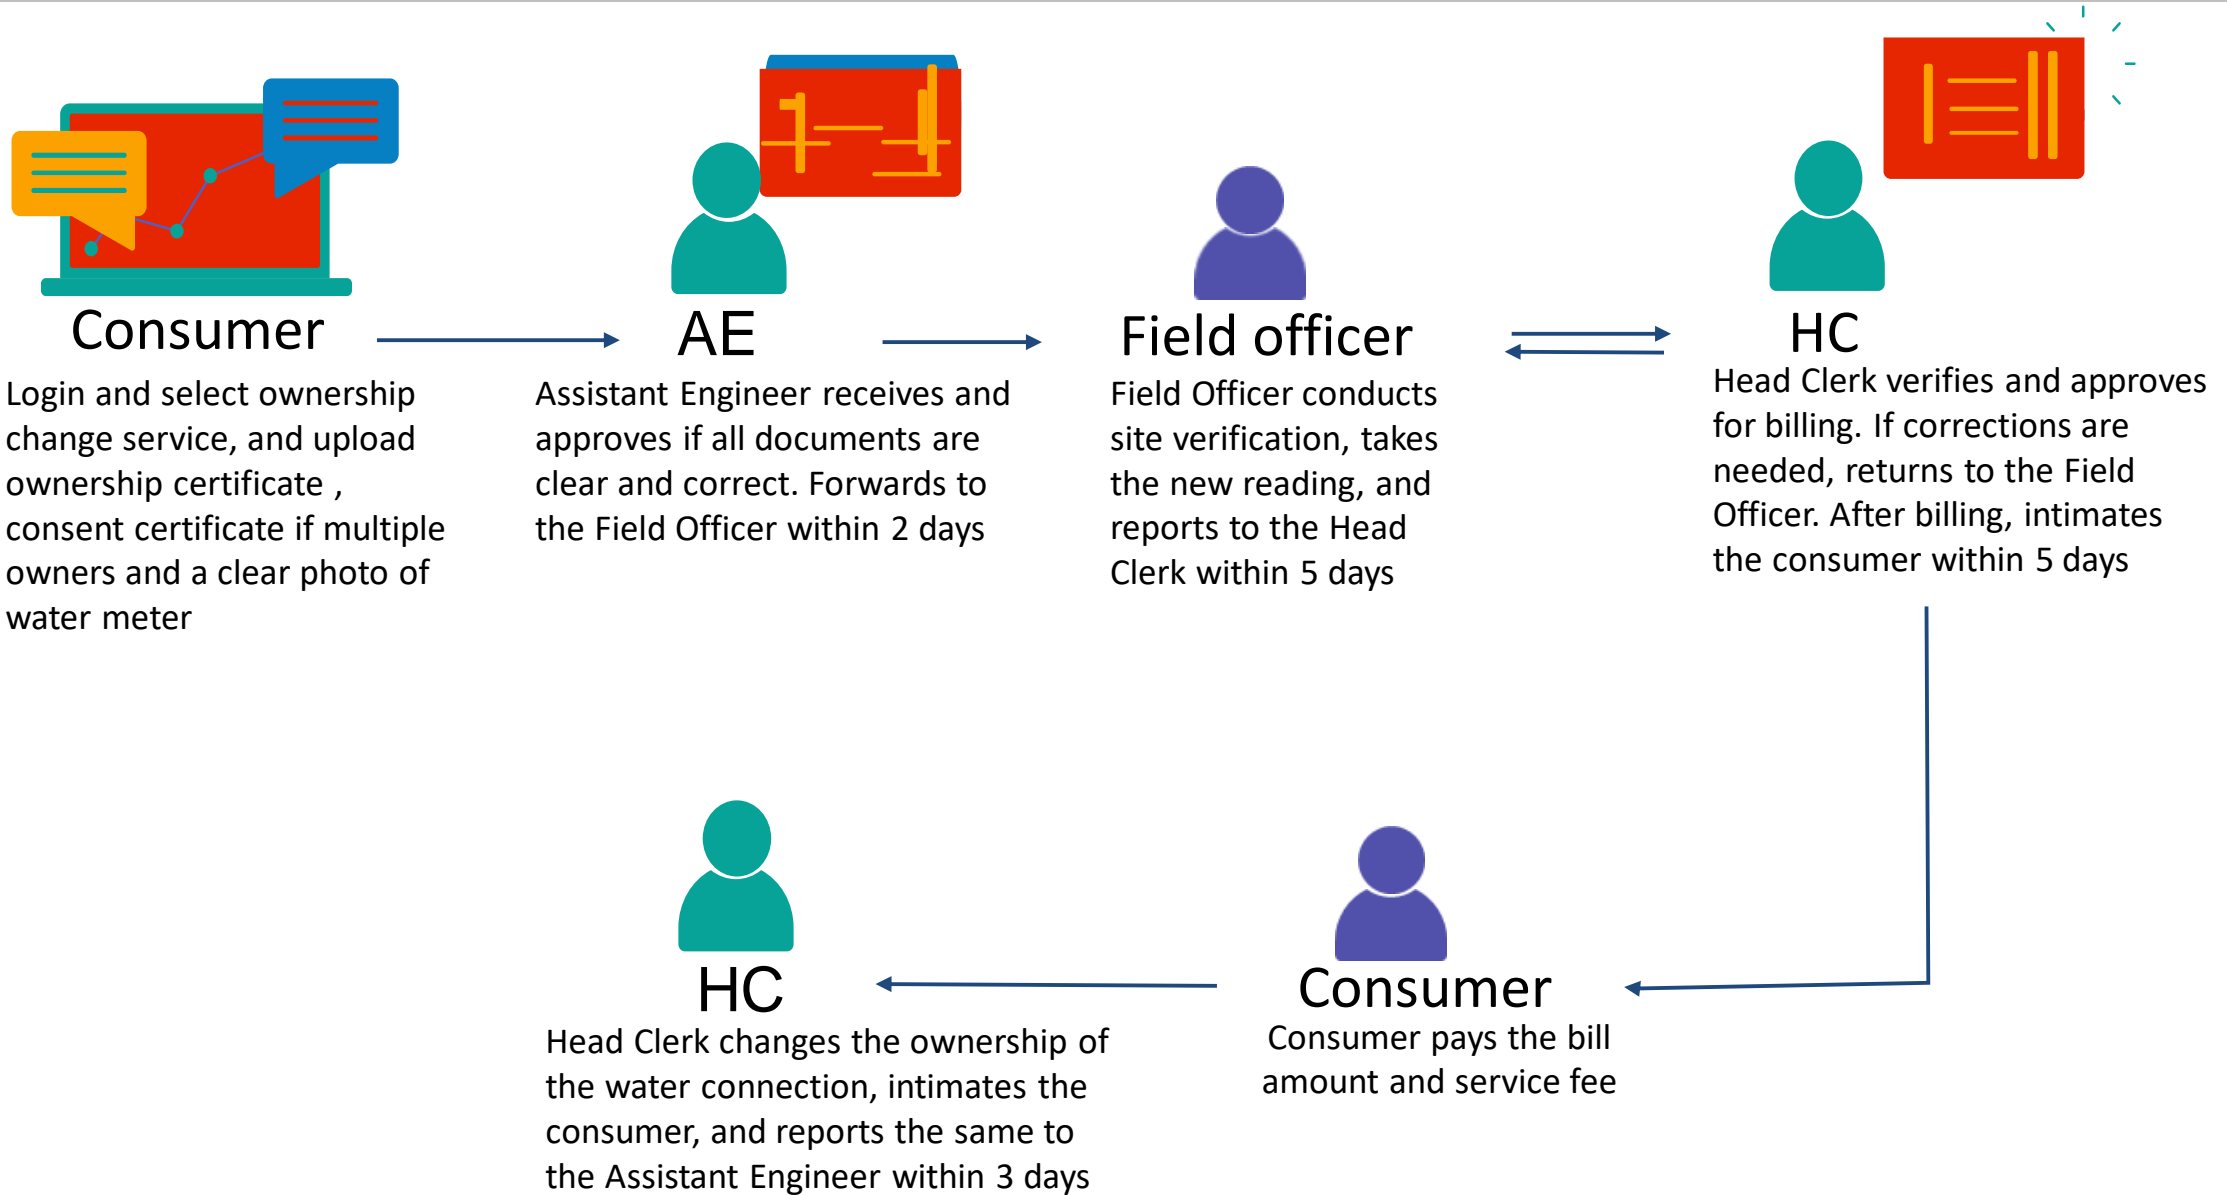 Consumer
Login and select ownership
change service, and upload
ownership certificate ,
consent certificate if multiple
owners and a clear photo of
water meter
AE
Assistant Engineer receives and
approves if all documents are
clear and correct. Forwards to
the Field Officer within 2 days
Field officer
Field Officer conducts
site verification, takes
the new reading, and
reports to the Head
Clerk within 5 days
HC
Head Clerk verifies and approves
for billing. If corrections are
needed, returns to the Field
Officer. After billing, intimates
the consumer within 5 days
Consumer
Consumer pays the bill
amount and service fee
HC
Head Clerk changes the ownership of
the water connection, intimates the
consumer, and reports the same to
the Assistant Engineer within 3 days